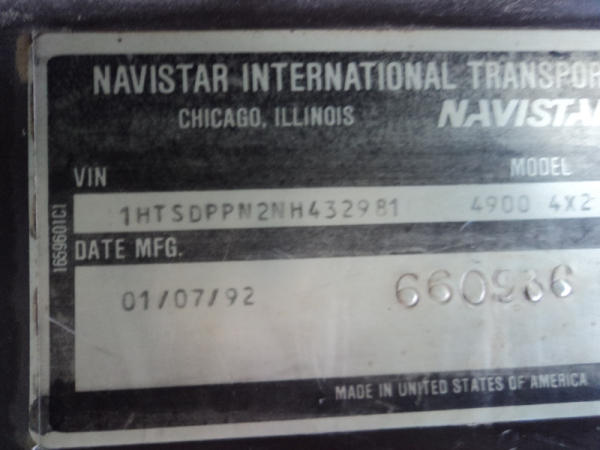 NAVISTAR INTERNATIONAL TRANSPOR
CHICAGO, ILLINOIS
NAVISTAR
VIN MODEL
1HTSDPPN2NH432981 4900 4X2
DATE MFG.
01/07/92 660936
MADE IN UNITED STATES OF AMERICA
1659601C1